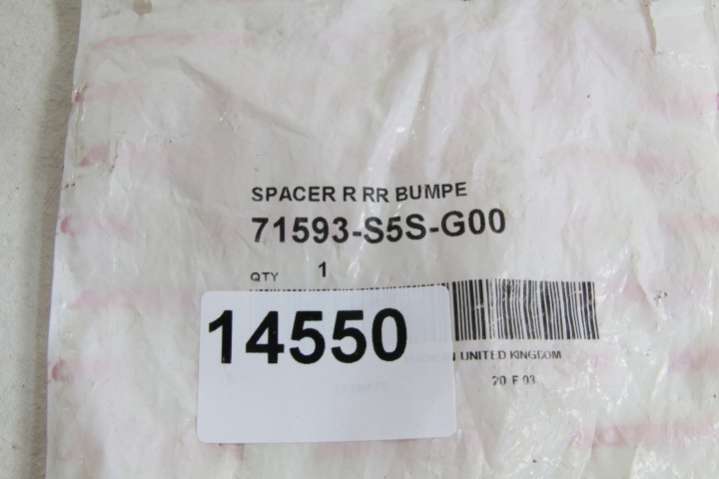 SPACER R RR BUMPE
71593-S5S-G00
QTY 1
14550
UNITED KINGDOM
20 F 03